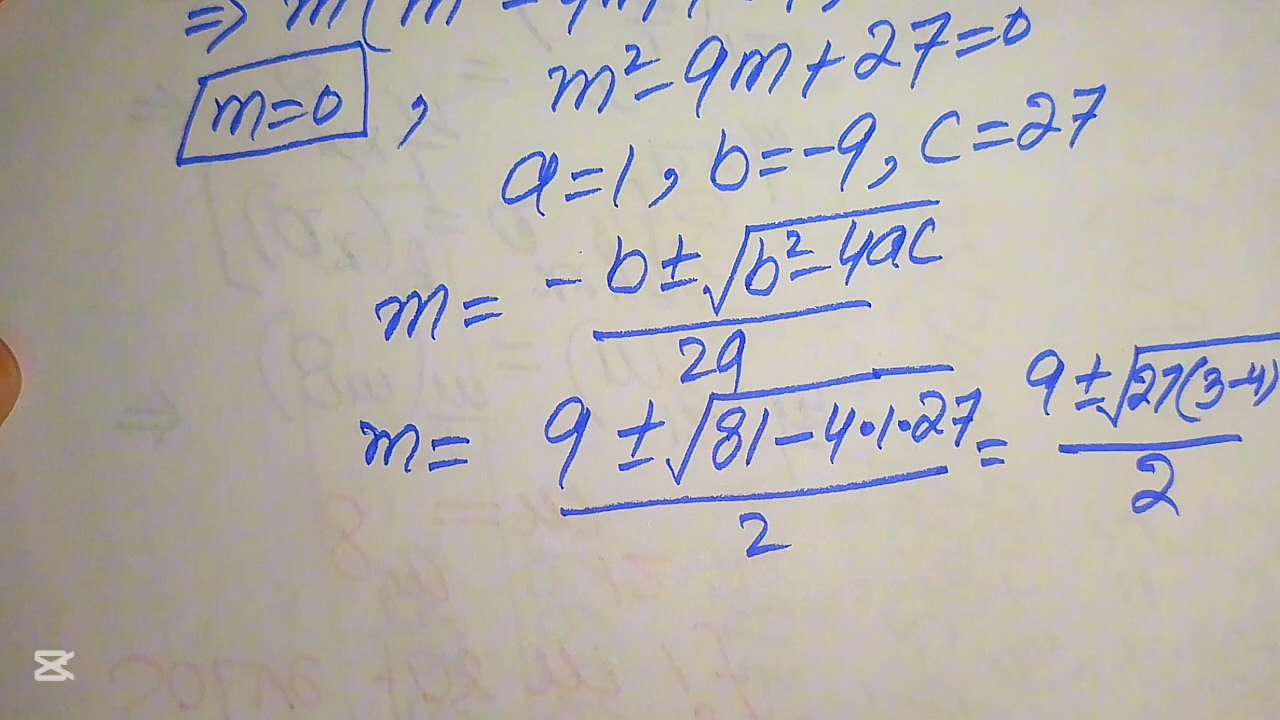 m=0 , m²-9m+27=0
a=1, b=-9, c=27
m= -b±√b²-4ac / 2a
m= 9±√81-4·1·27 / 2 = 9±√27(3-4) / 2